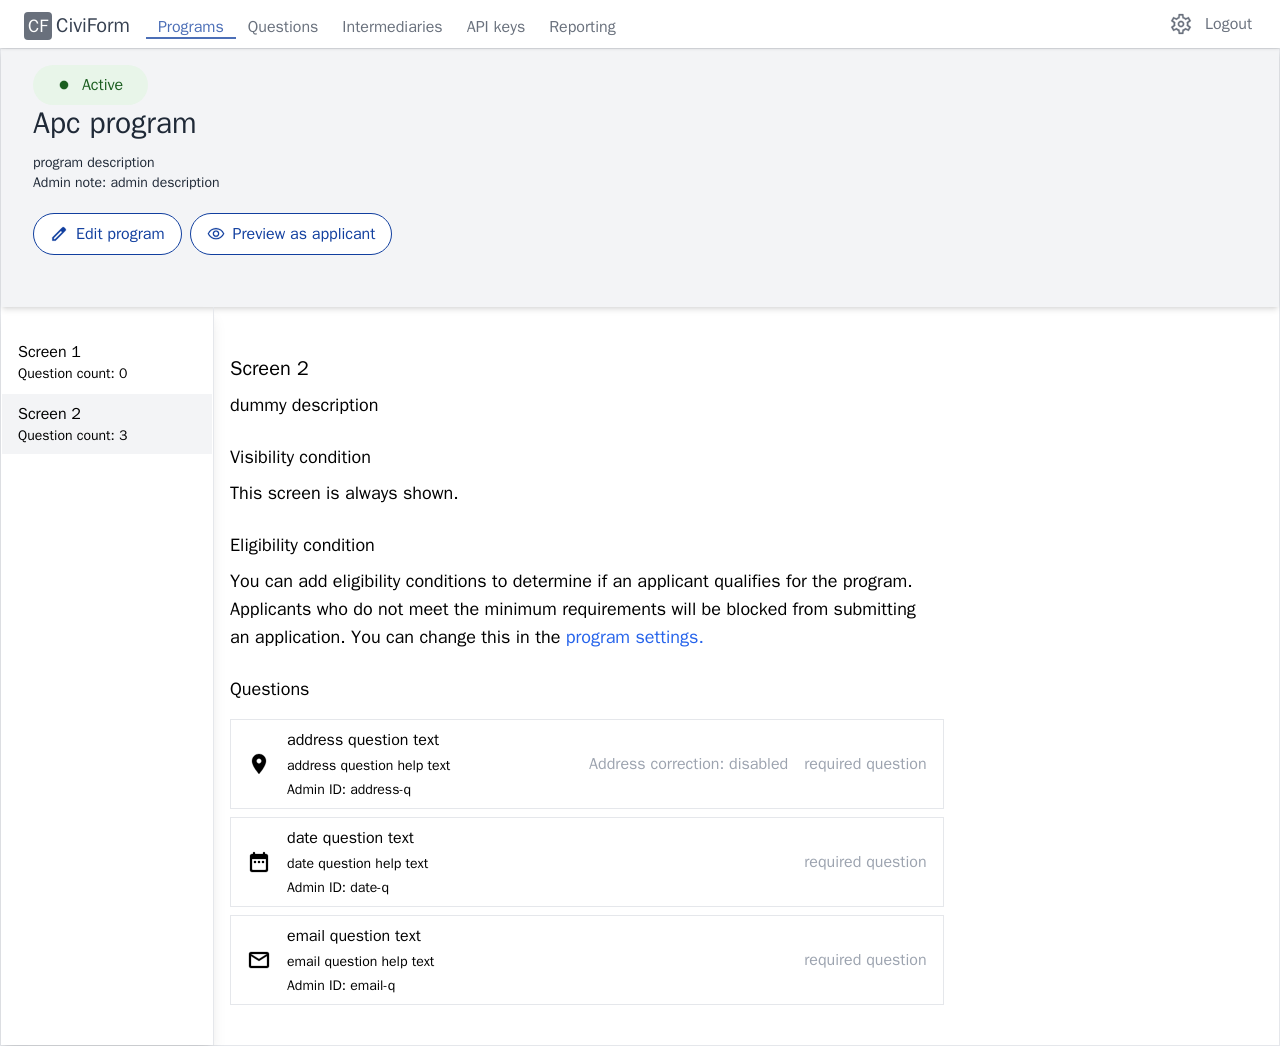 CF CiviForm Programs Questions Intermediaries API keys Reporting Logout
Active
Apc program
program description
Admin note: admin description
Edit program Preview as applicant
Screen 1
Question count: 0
Screen 2
Question count: 3
Screen 2
dummy description
Visibility condition
This screen is always shown.
Eligibility condition
You can add eligibility conditions to determine if an applicant qualifies for the program.
Applicants who do not meet the minimum requirements will be blocked from submitting
an application. You can change this in the program settings.
Questions
address question text
address question help text
Admin ID: address-q
Address correction: disabled required question
date question text
date question help text
Admin ID: date-q
required question
email question text
email question help text
Admin ID: email-q
required question